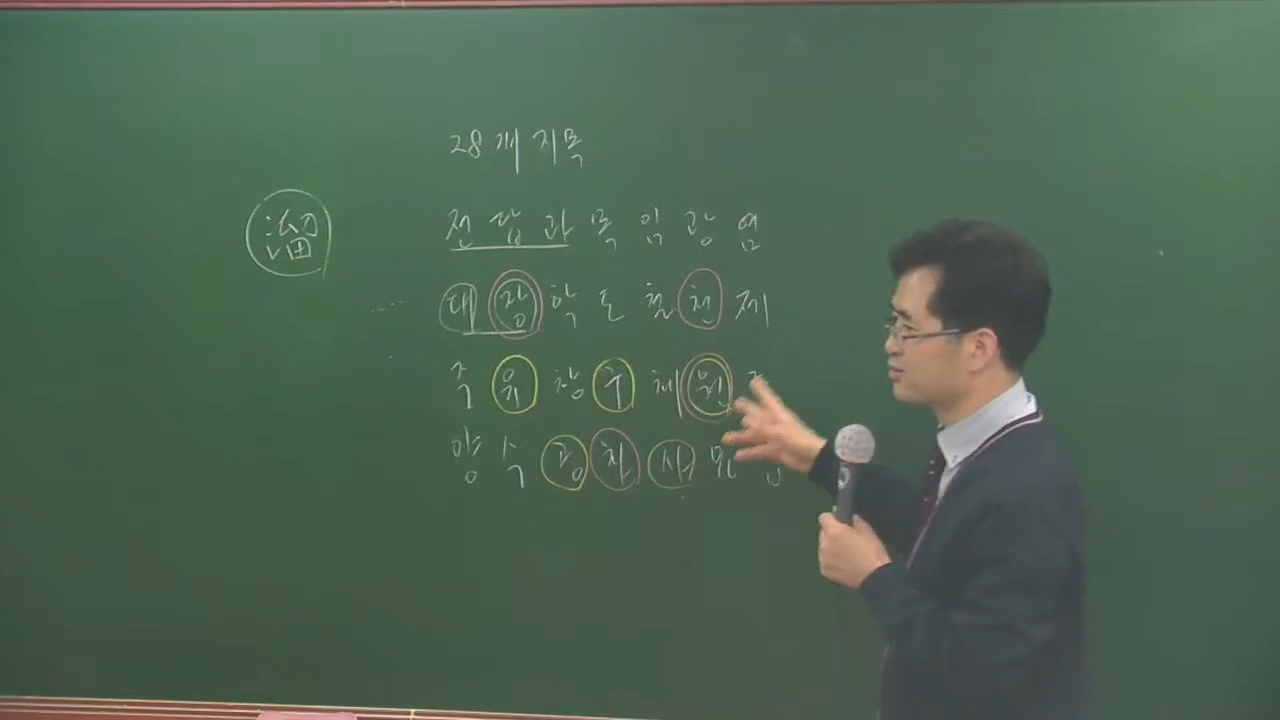 28개 지목
溜
전 답 과 목 임 광 염
대 장 학 도 철 천 제
구 유 창 주 체 원
양 수 공 차 사 묘